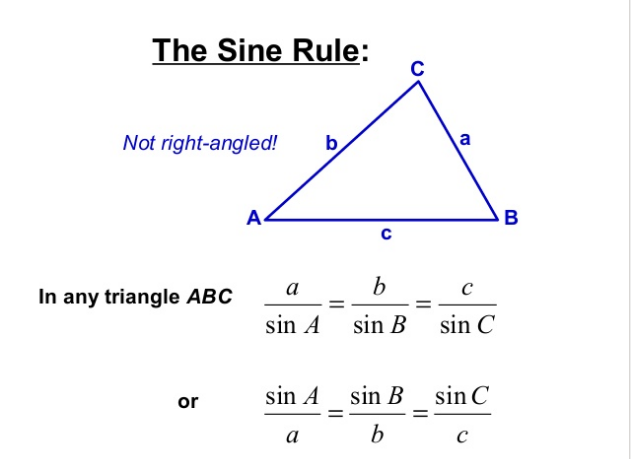 The Sine Rule:
C
Not right-angled!
b
a
A
B
c
In any triangle ABC
a / sin A = b / sin B = c / sin C
or
sin A / a = sin B / b = sin C / c